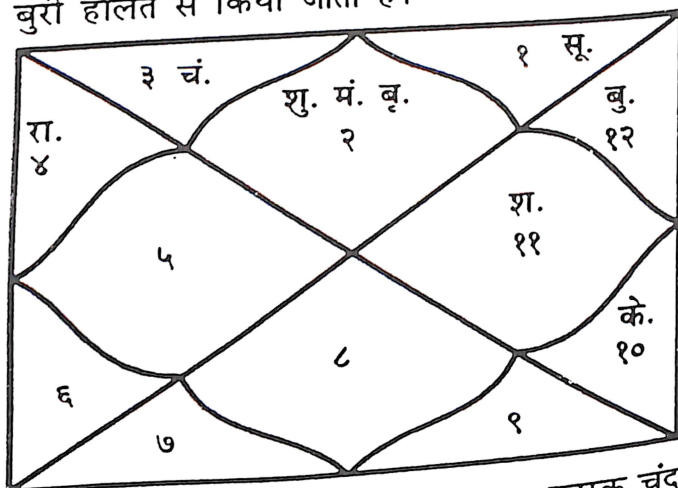 बुरी हालत से किया जाता है।
३ चं.
१ सू.
शु. मं. बृ.
२
बु.
१२
रा.
४
श.
११
५
के.
१०
८
६
७
९
चंद्र